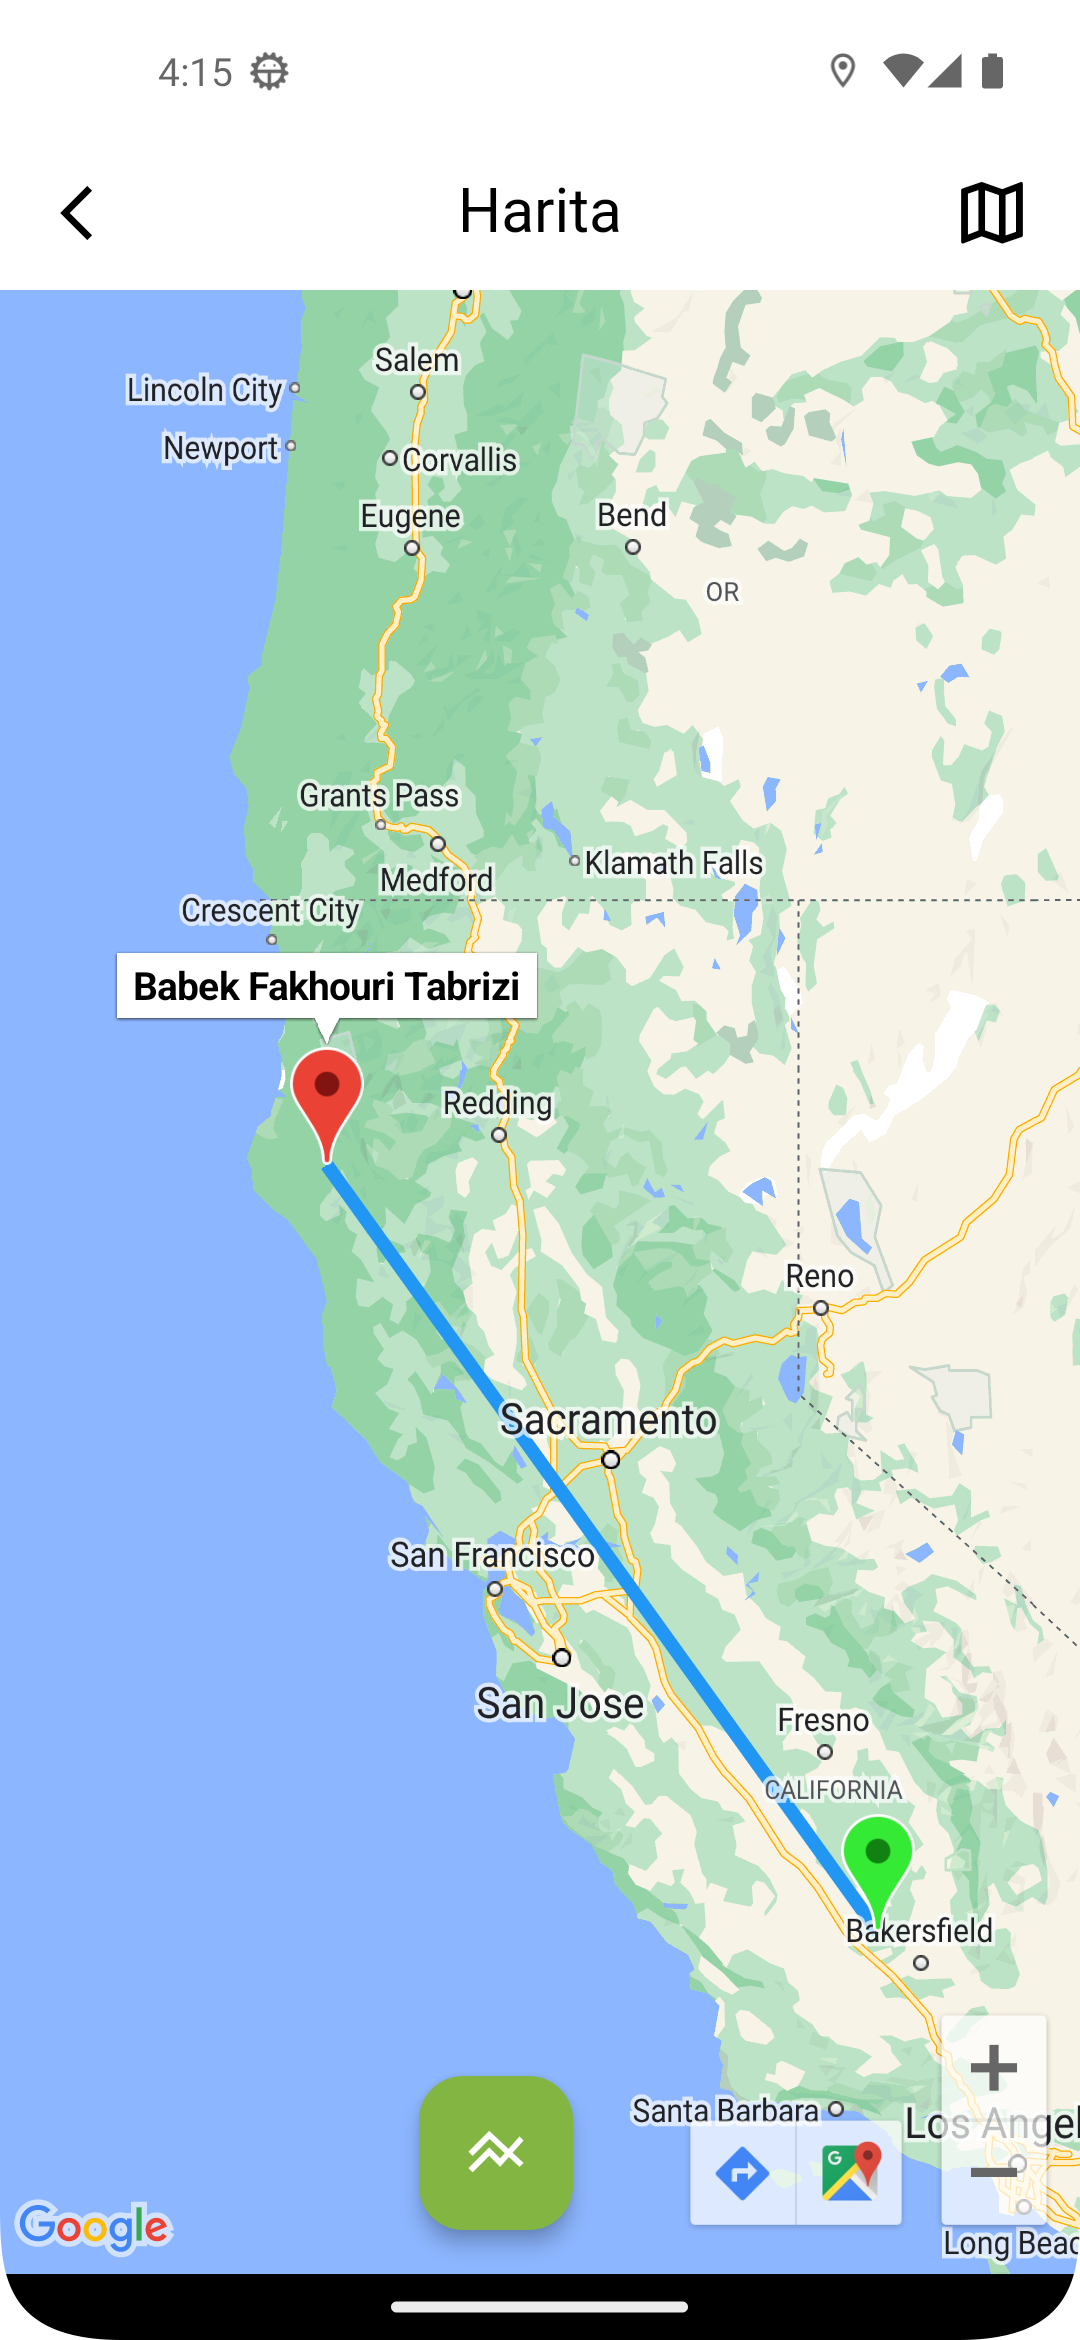 4:15
Harita
Salem
Lincoln City
Newport
Corvallis
Eugene
Bend
OR
Grants Pass
Klamath Falls
Medford
Crescent City
Babek Fakhouri Tabrizi
Redding
Reno
Sacramento
San Francisco
San Jose
Fresno
CALIFORNIA
Bakersfield
Santa Barbara
Los Angel
G
Google
Long Beac